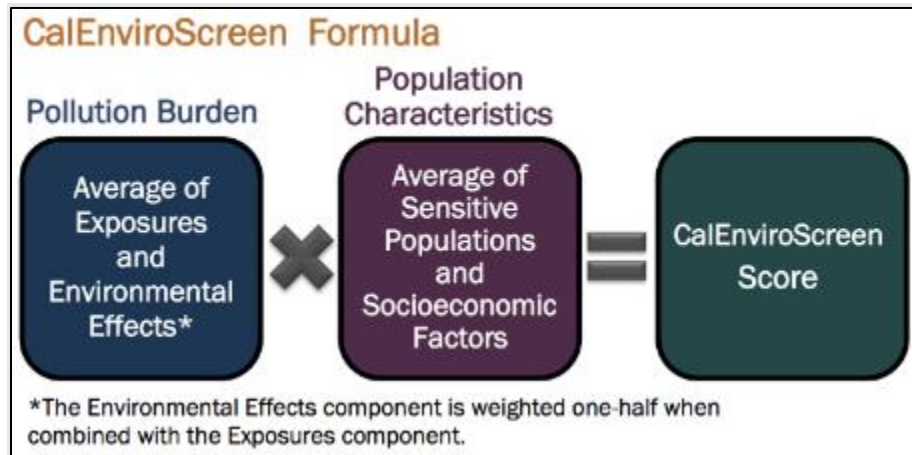 CalEnviroScreen Formula
Pollution Burden
Population
Characteristics
Average of
Exposures
and
Environmental
Effects*
Average of
Sensitive
Populations
and
Socioeconomic
Factors
CalEnviroScreen
Score
*The Environmental Effects component is weighted one-half when
combined with the Exposures component.